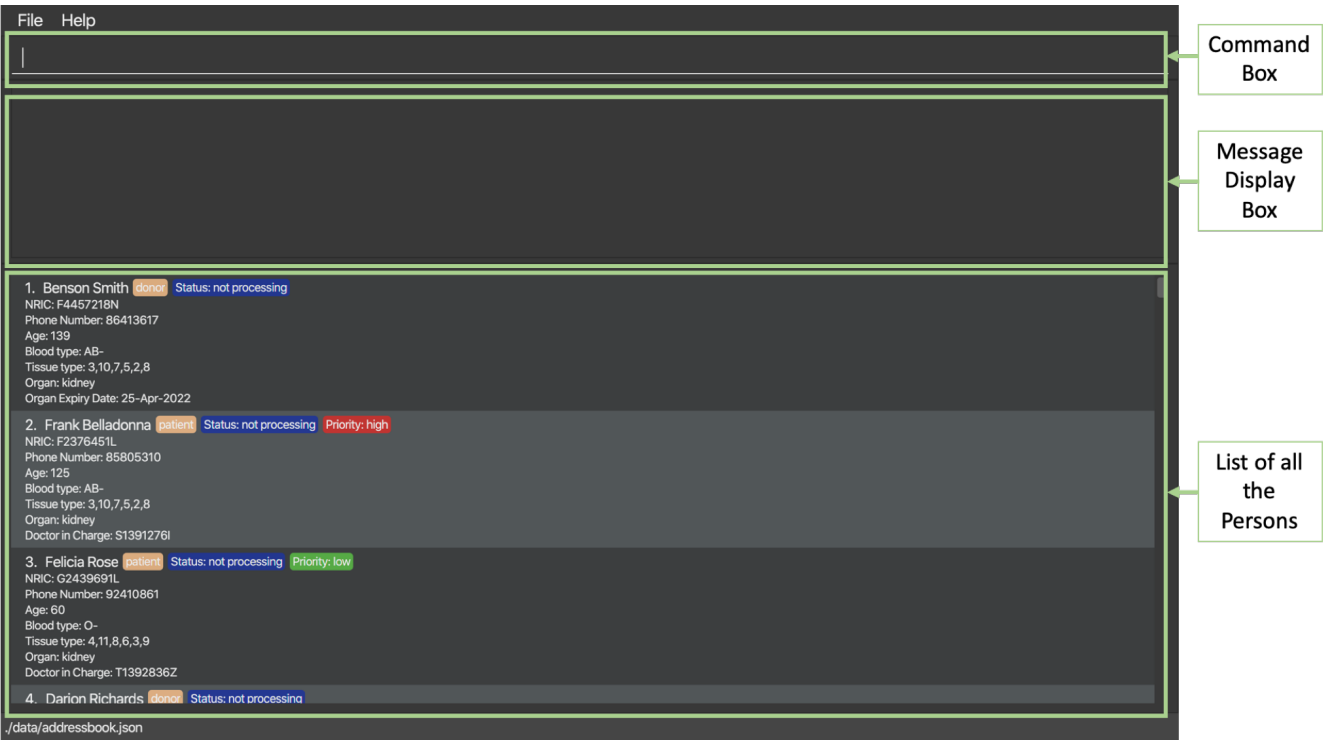 File Help
Command
Box
Message
Display
Box
1. Benson Smith donor Status: not processing
NRIC: F4457218N
Phone Number: 86413617
Age: 139
Blood type: AB-
Tissue type: 3,10,7,5,2,8
Organ: kidney
Organ Expiry Date: 25-Apr-2022
2. Frank Belladonna patient Status: not processing Priority: high
NRIC: F2376451L
Phone Number: 85805310
Age: 125
Blood type: AB-
Tissue type: 3,10,7,5,2,8
Organ: kidney
Doctor in Charge: S1391276I
3. Felicia Rose patient Status: not processing Priority: low
NRIC: G2439691L
Phone Number: 92410861
Age: 60
Blood type: O-
Tissue type: 4,11,8,6,3,9
Organ: kidney
Doctor in Charge: T1392836Z
4. Darion Richards donor Status: not processing
List of all
the
Persons
./data/addressbook.json